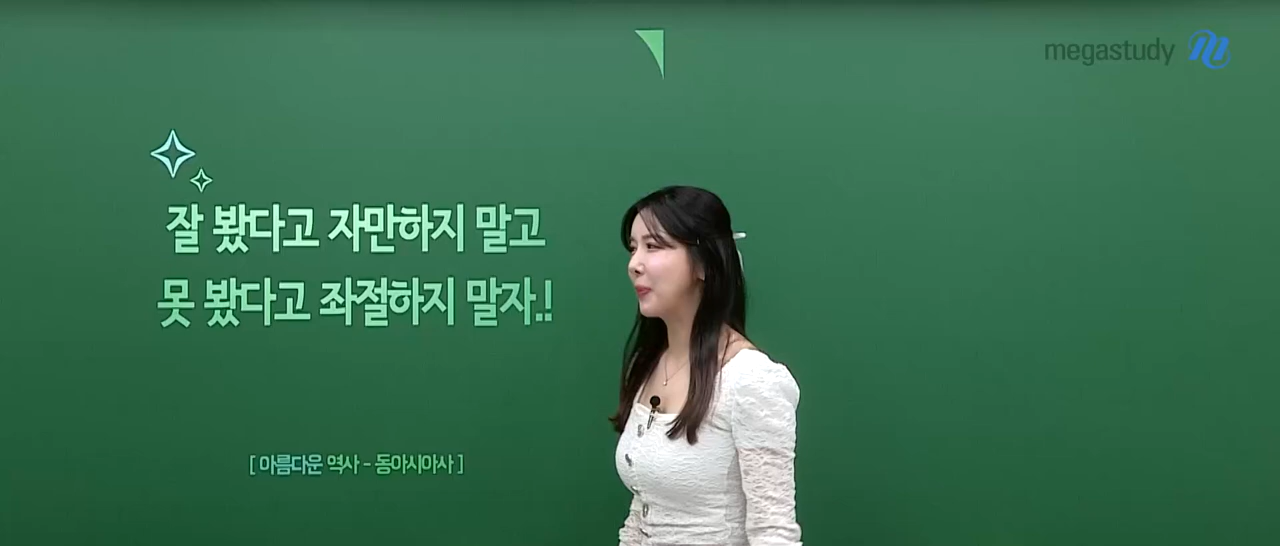 megastudy
잘 봤다고 자만하지 말고
못 봤다고 좌절하지 말자..!
[ 아름다운 역사 - 동아시아사 ]